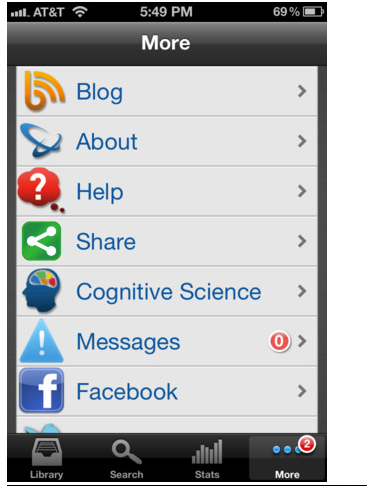 AT&T 5:49 PM 69%
More
Blog
About
Help
Share
Cognitive Science
Messages 0
Facebook
2
Library Search Stats More